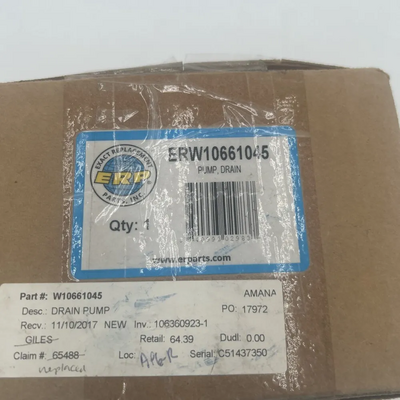 EXACT REPLACEMENT
ERP
PARTS, INC
ERW10661045
PUMP, DRAIN
Qty: 1
www.erparts.com
Part #: W10661045 AMANA
Desc.: DRAIN PUMP PO: 17972
Recv.: 11/10/2017 NEW Inv.: 106360923-1
GILES Retail: 64.39 Dudl: 0.00
Claim #: 65488 Loc: Serial: C51437350
replaced